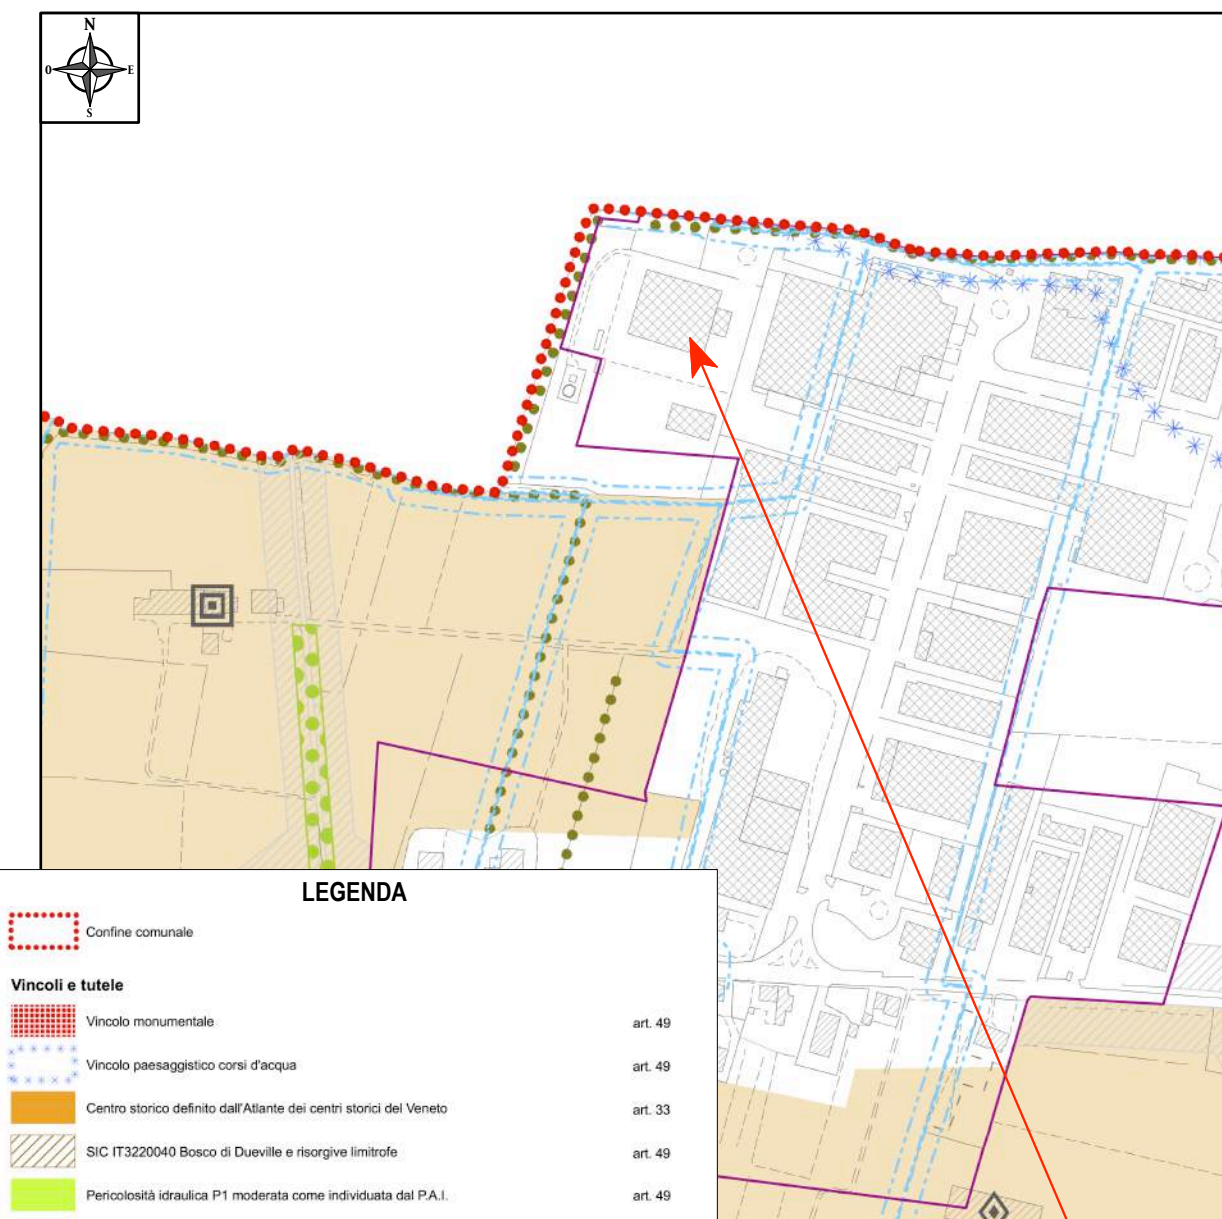 N
O E
S
LEGENDA
Confine comunale
Vincoli e tutele
Vincolo monumentale art. 49
Vincolo paesaggistico corsi d'acqua art. 49
Centro storico definito dall'Atlante dei centri storici del Veneto art. 33
SIC IT3220040 Bosco di Dueville e risorgive limitrofe art. 49
Pericolosità idraulica P1 moderata come individuata dal P.A.I. art. 49